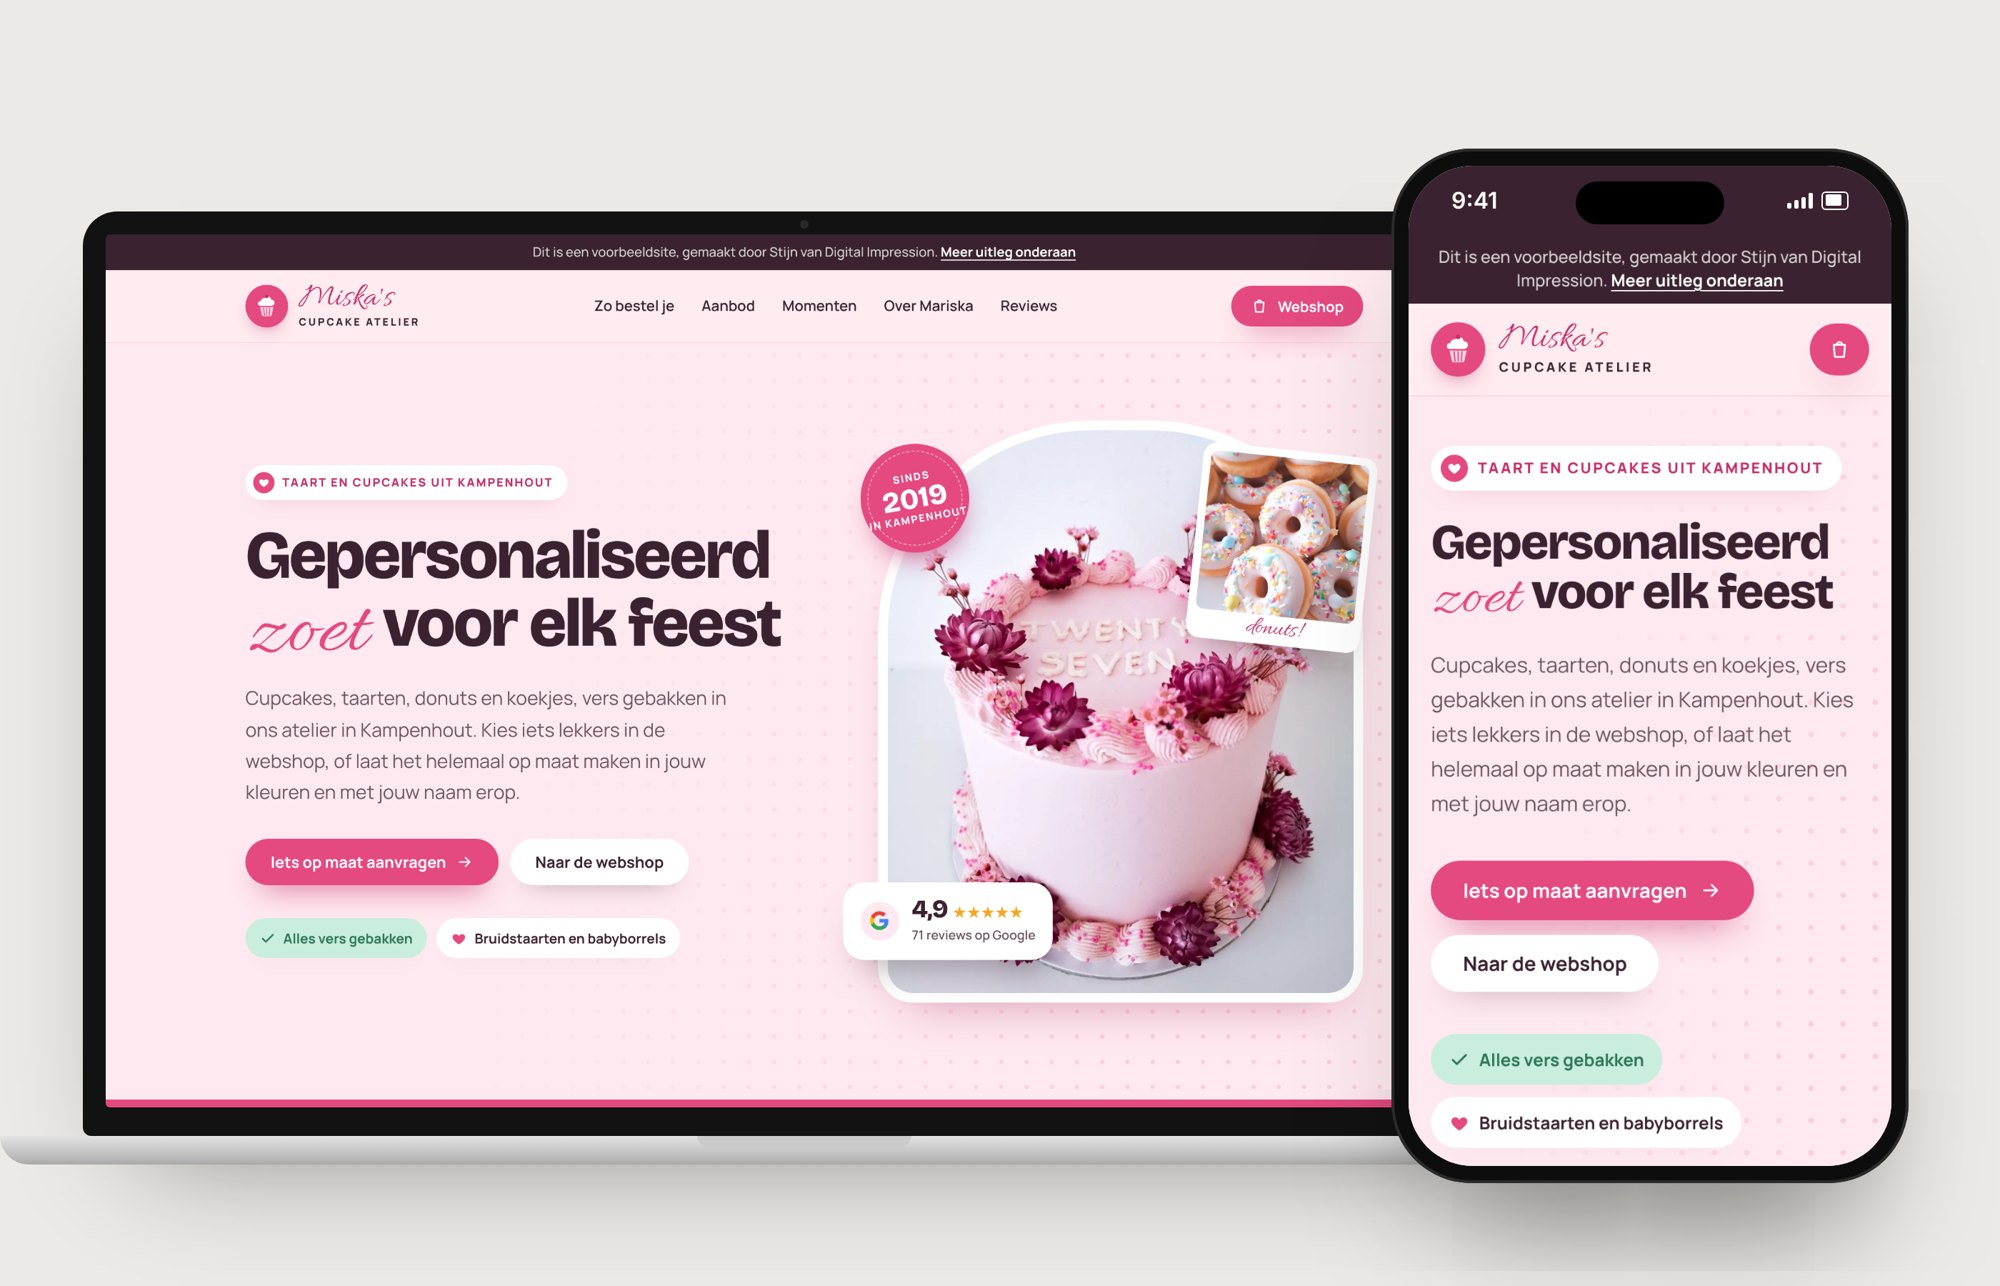 Dit is een voorbeeldsite, gemaakt door Stijn van Digital Impression. Meer uitleg onderaan
Miska's
CUPCAKE ATELIER
Zo bestel je
Aanbod
Momenten
Over Mariska
Reviews
Webshop
TAART EN CUPCAKES UIT KAMPENHOUT
Gepersonaliseerd
zoet voor elk feest
Cupcakes, taarten, donuts en koekjes, vers gebakken in
ons atelier in Kampenhout. Kies iets lekkers in de
webshop, of laat het helemaal op maat maken in jouw
kleuren en met jouw naam erop.
Iets op maat aanvragen →
Naar de webshop
Alles vers gebakken
Bruidstaarten en babyborrels
SINDS
2019
IN KAMPENHOUT
donuts!
TWENTY
SEVEN
4,9 ★★★★★
71 reviews op Google
9:41
Dit is een voorbeeldsite, gemaakt door Stijn van Digital
Impression. Meer uitleg onderaan
Miska's
CUPCAKE ATELIER
TAART EN CUPCAKES UIT KAMPENHOUT
Gepersonaliseerd
zoet voor elk feest
Cupcakes, taarten, donuts en koekjes, vers
gebakken in ons atelier in Kampenhout. Kies
iets lekkers in de webshop, of laat het
helemaal op maat maken in jouw kleuren en
met jouw naam erop.
Iets op maat aanvragen →
Naar de webshop
Alles vers gebakken
Bruidstaarten en babyborrels